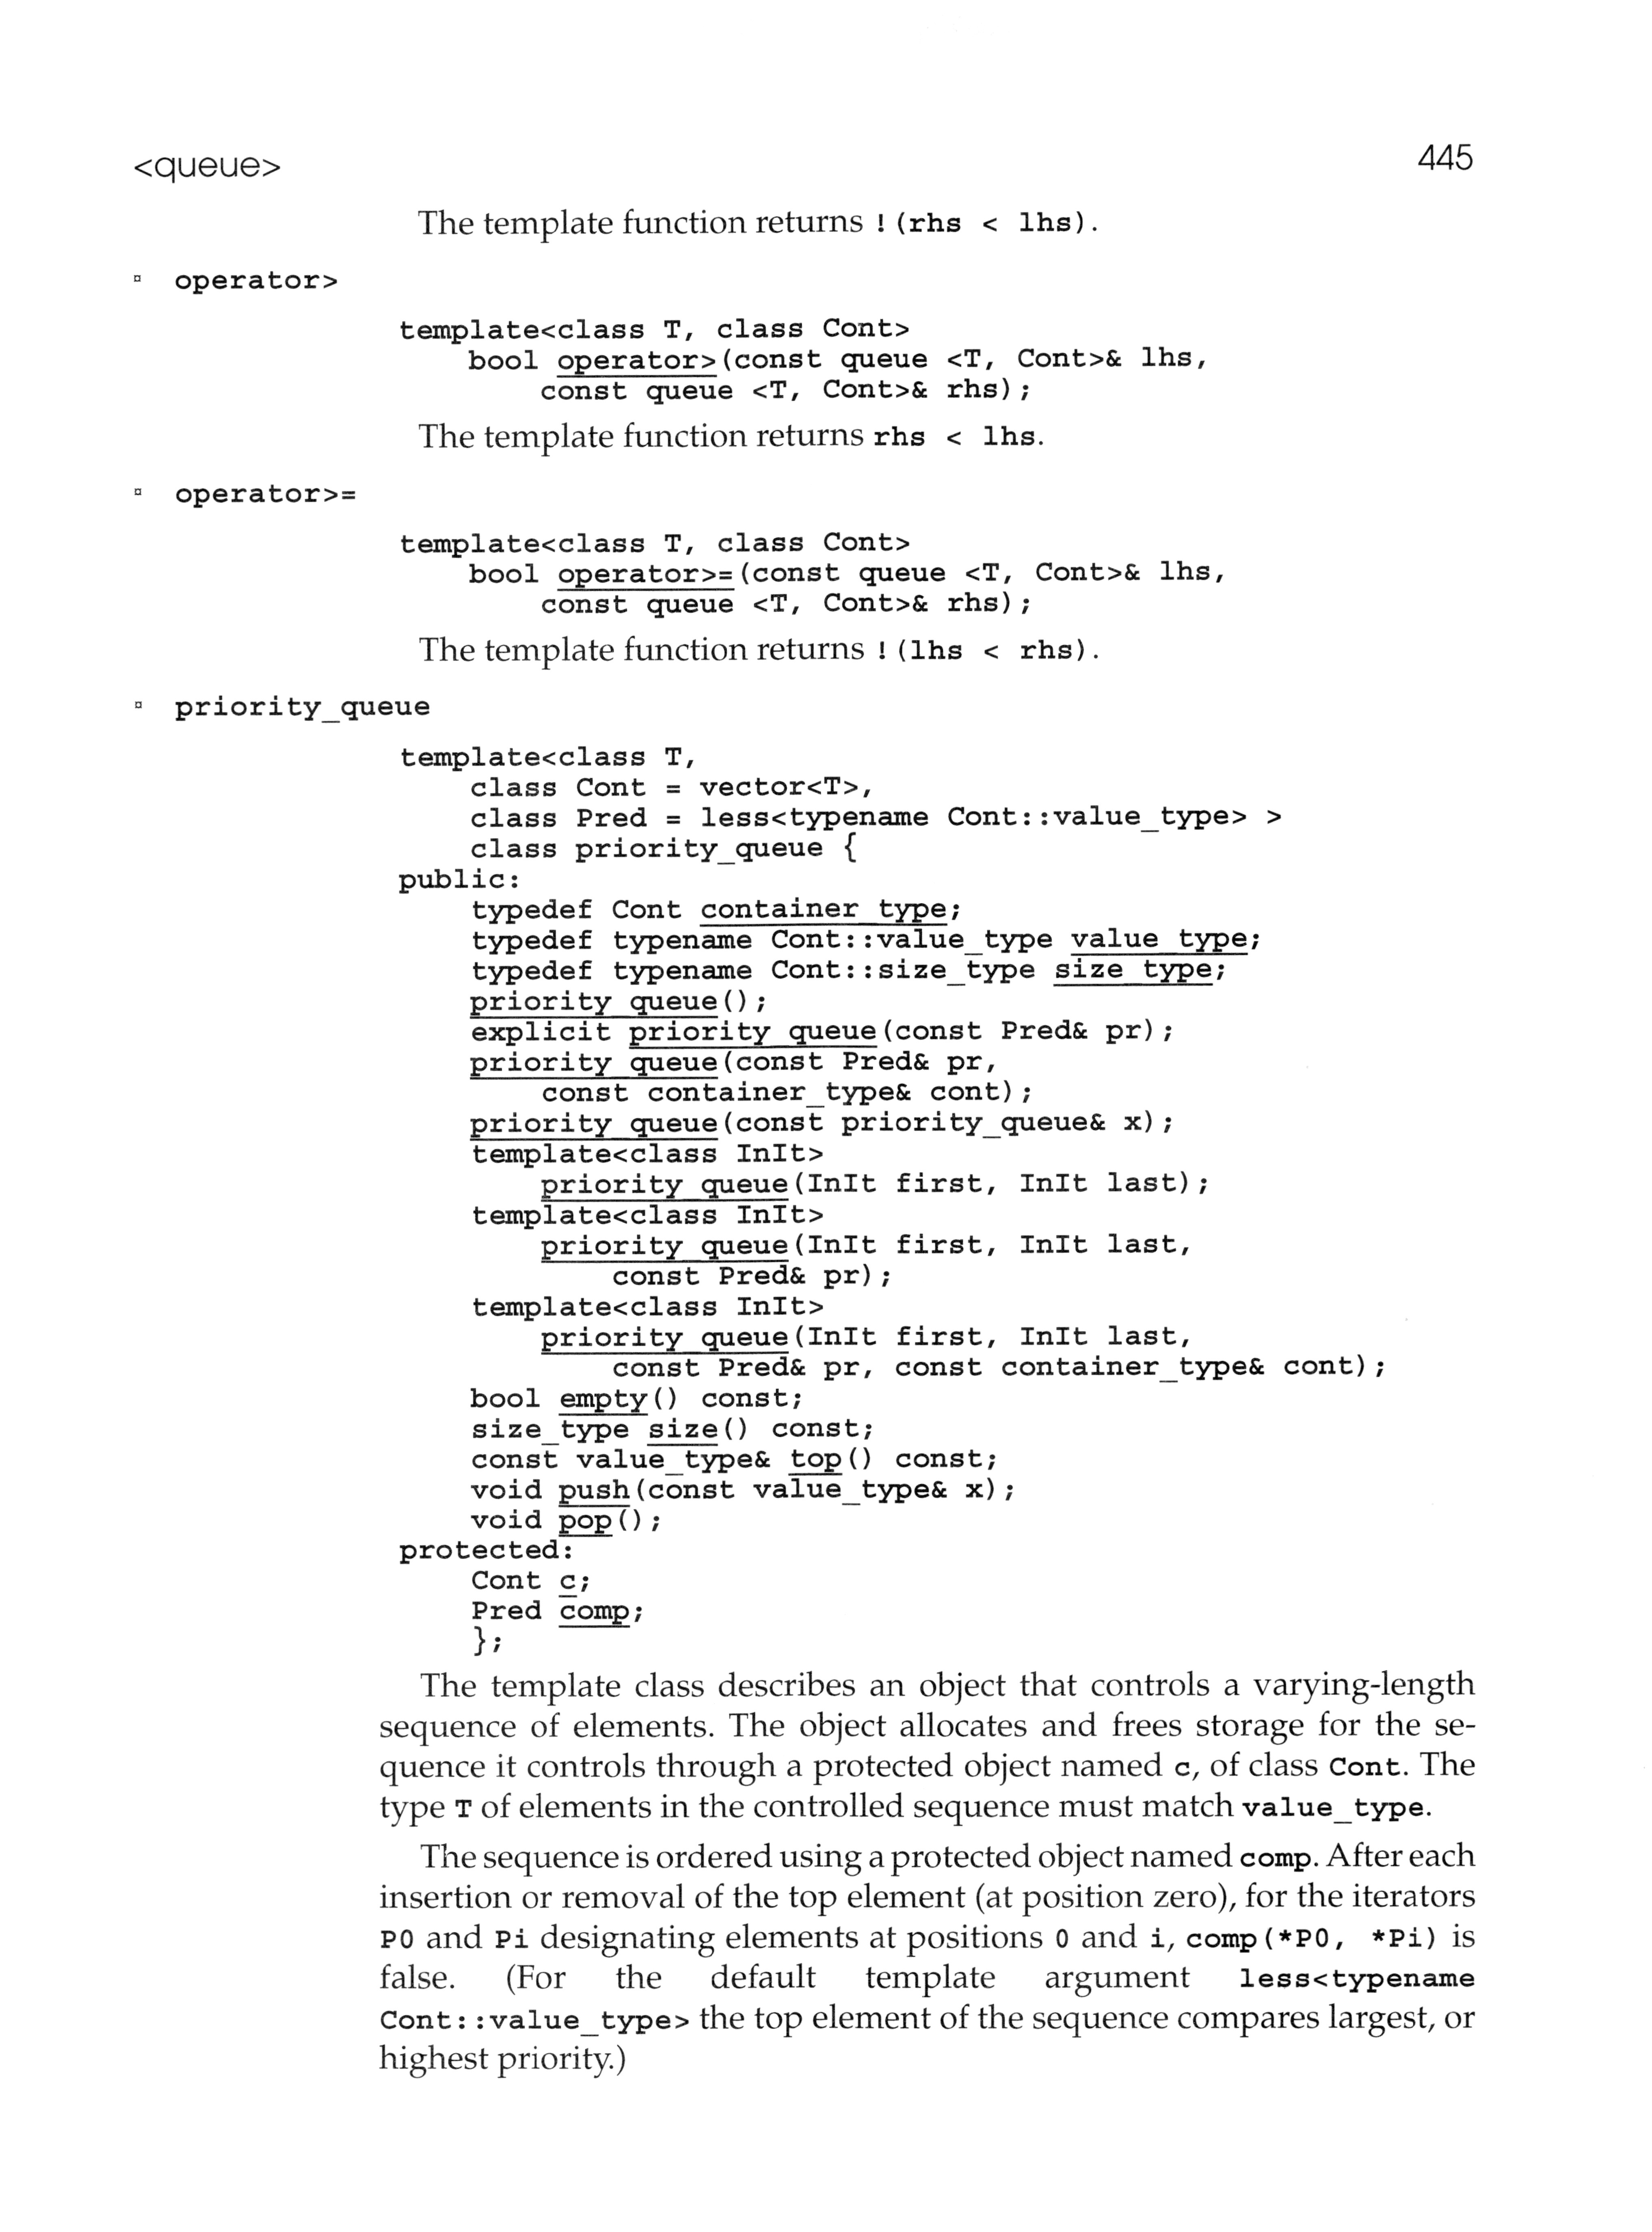 <queue>
445
The template function returns !(rhs < lhs).
¤ operator>
template<class T, class Cont>
bool operator>(const queue <T, Cont>& lhs,
const queue <T, Cont>& rhs);
The template function returns rhs < lhs.
¤ operator>=
template<class T, class Cont>
bool operator>=(const queue <T, Cont>& lhs,
const queue <T, Cont>& rhs);
The template function returns !(lhs < rhs).
¤ priority_queue
template<class T,
class Cont = vector<T>,
class Pred = less<typename Cont::value_type> >
class priority_queue {
public:
typedef Cont container_type;
typedef typename Cont::value_type value_type;
typedef typename Cont::size_type size_type;
priority_queue();
explicit priority_queue(const Pred& pr);
priority_queue(const Pred& pr,
const container_type& cont);
priority_queue(const priority_queue& x);
template<class InIt>
priority_queue(InIt first, InIt last);
template<class InIt>
priority_queue(InIt first, InIt last,
const Pred& pr);
template<class InIt>
priority_queue(InIt first, InIt last,
const Pred& pr, const container_type& cont);
bool empty() const;
size_type size() const;
const value_type& top() const;
void push(const value_type& x);
void pop();
protected:
Cont c;
Pred comp;
};
The template class describes an object that controls a varying-length
sequence of elements. The object allocates and frees storage for the se-
quence it controls through a protected object named c, of class Cont. The
type T of elements in the controlled sequence must match value_type.
The sequence is ordered using a protected object named comp. After each
insertion or removal of the top element (at position zero), for the iterators
P0 and Pi designating elements at positions 0 and i, comp(*P0, *Pi) is
false. (For the default template argument less<typename
Cont::value_type> the top element of the sequence compares largest, or
highest priority.)